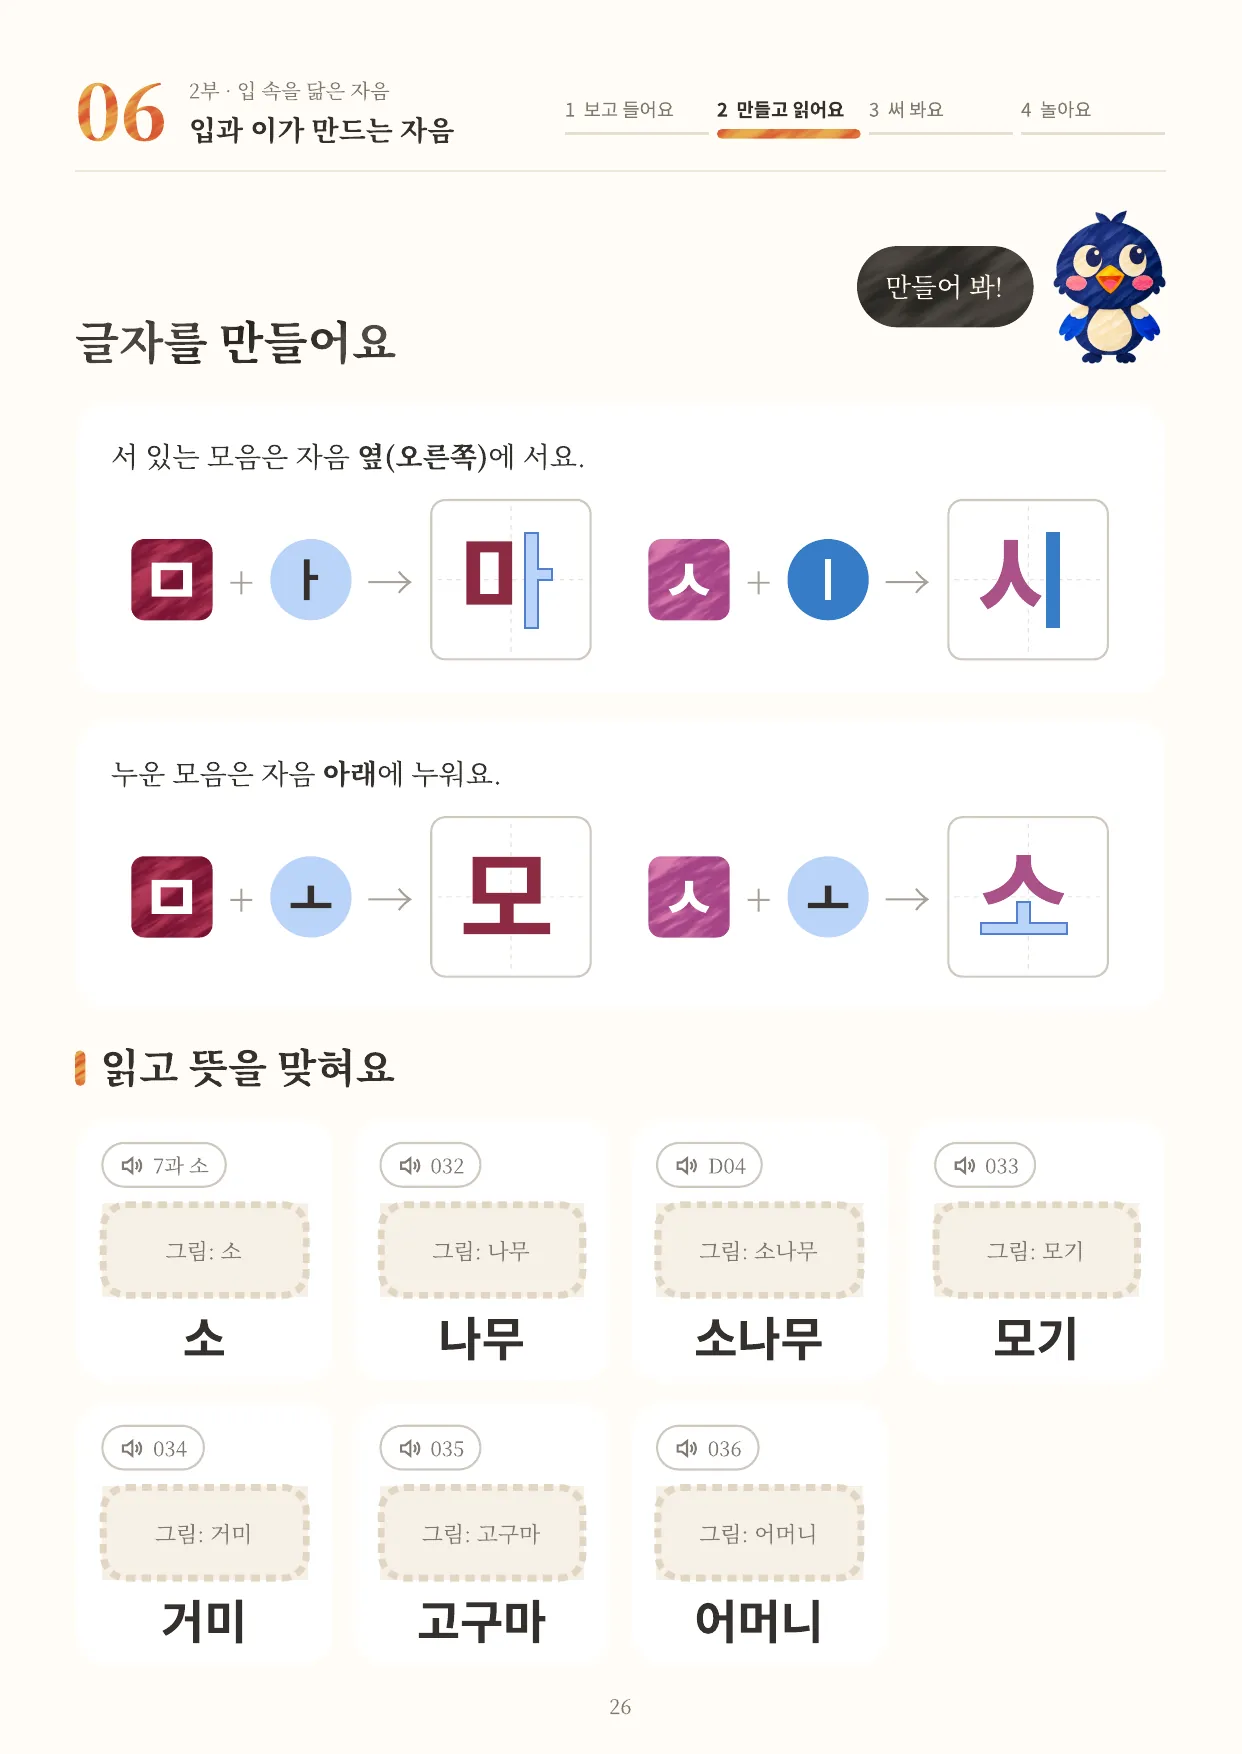 06
2부 · 입 속을 닮은 자음
입과 이가 만드는 자음
1 보고 들어요
2 만들고 읽어요
3 써 봐요
4 놀아요
만들어 봐!
글자를 만들어요
서 있는 모음은 자음 옆(오른쪽)에 서요.
ㅁ + ㅏ → 마
ㅅ + ㅣ → 시
누운 모음은 자음 아래에 누워요.
ㅁ + ㅗ → 모
ㅅ + ㅗ → 소
읽고 뜻을 맞혀요
7과 소
그림: 소
소
032
그림: 나무
나무
D04
그림: 소나무
소나무
033
그림: 모기
모기
034
그림: 거미
거미
035
그림: 고구마
고구마
036
그림: 어머니
어머니
26